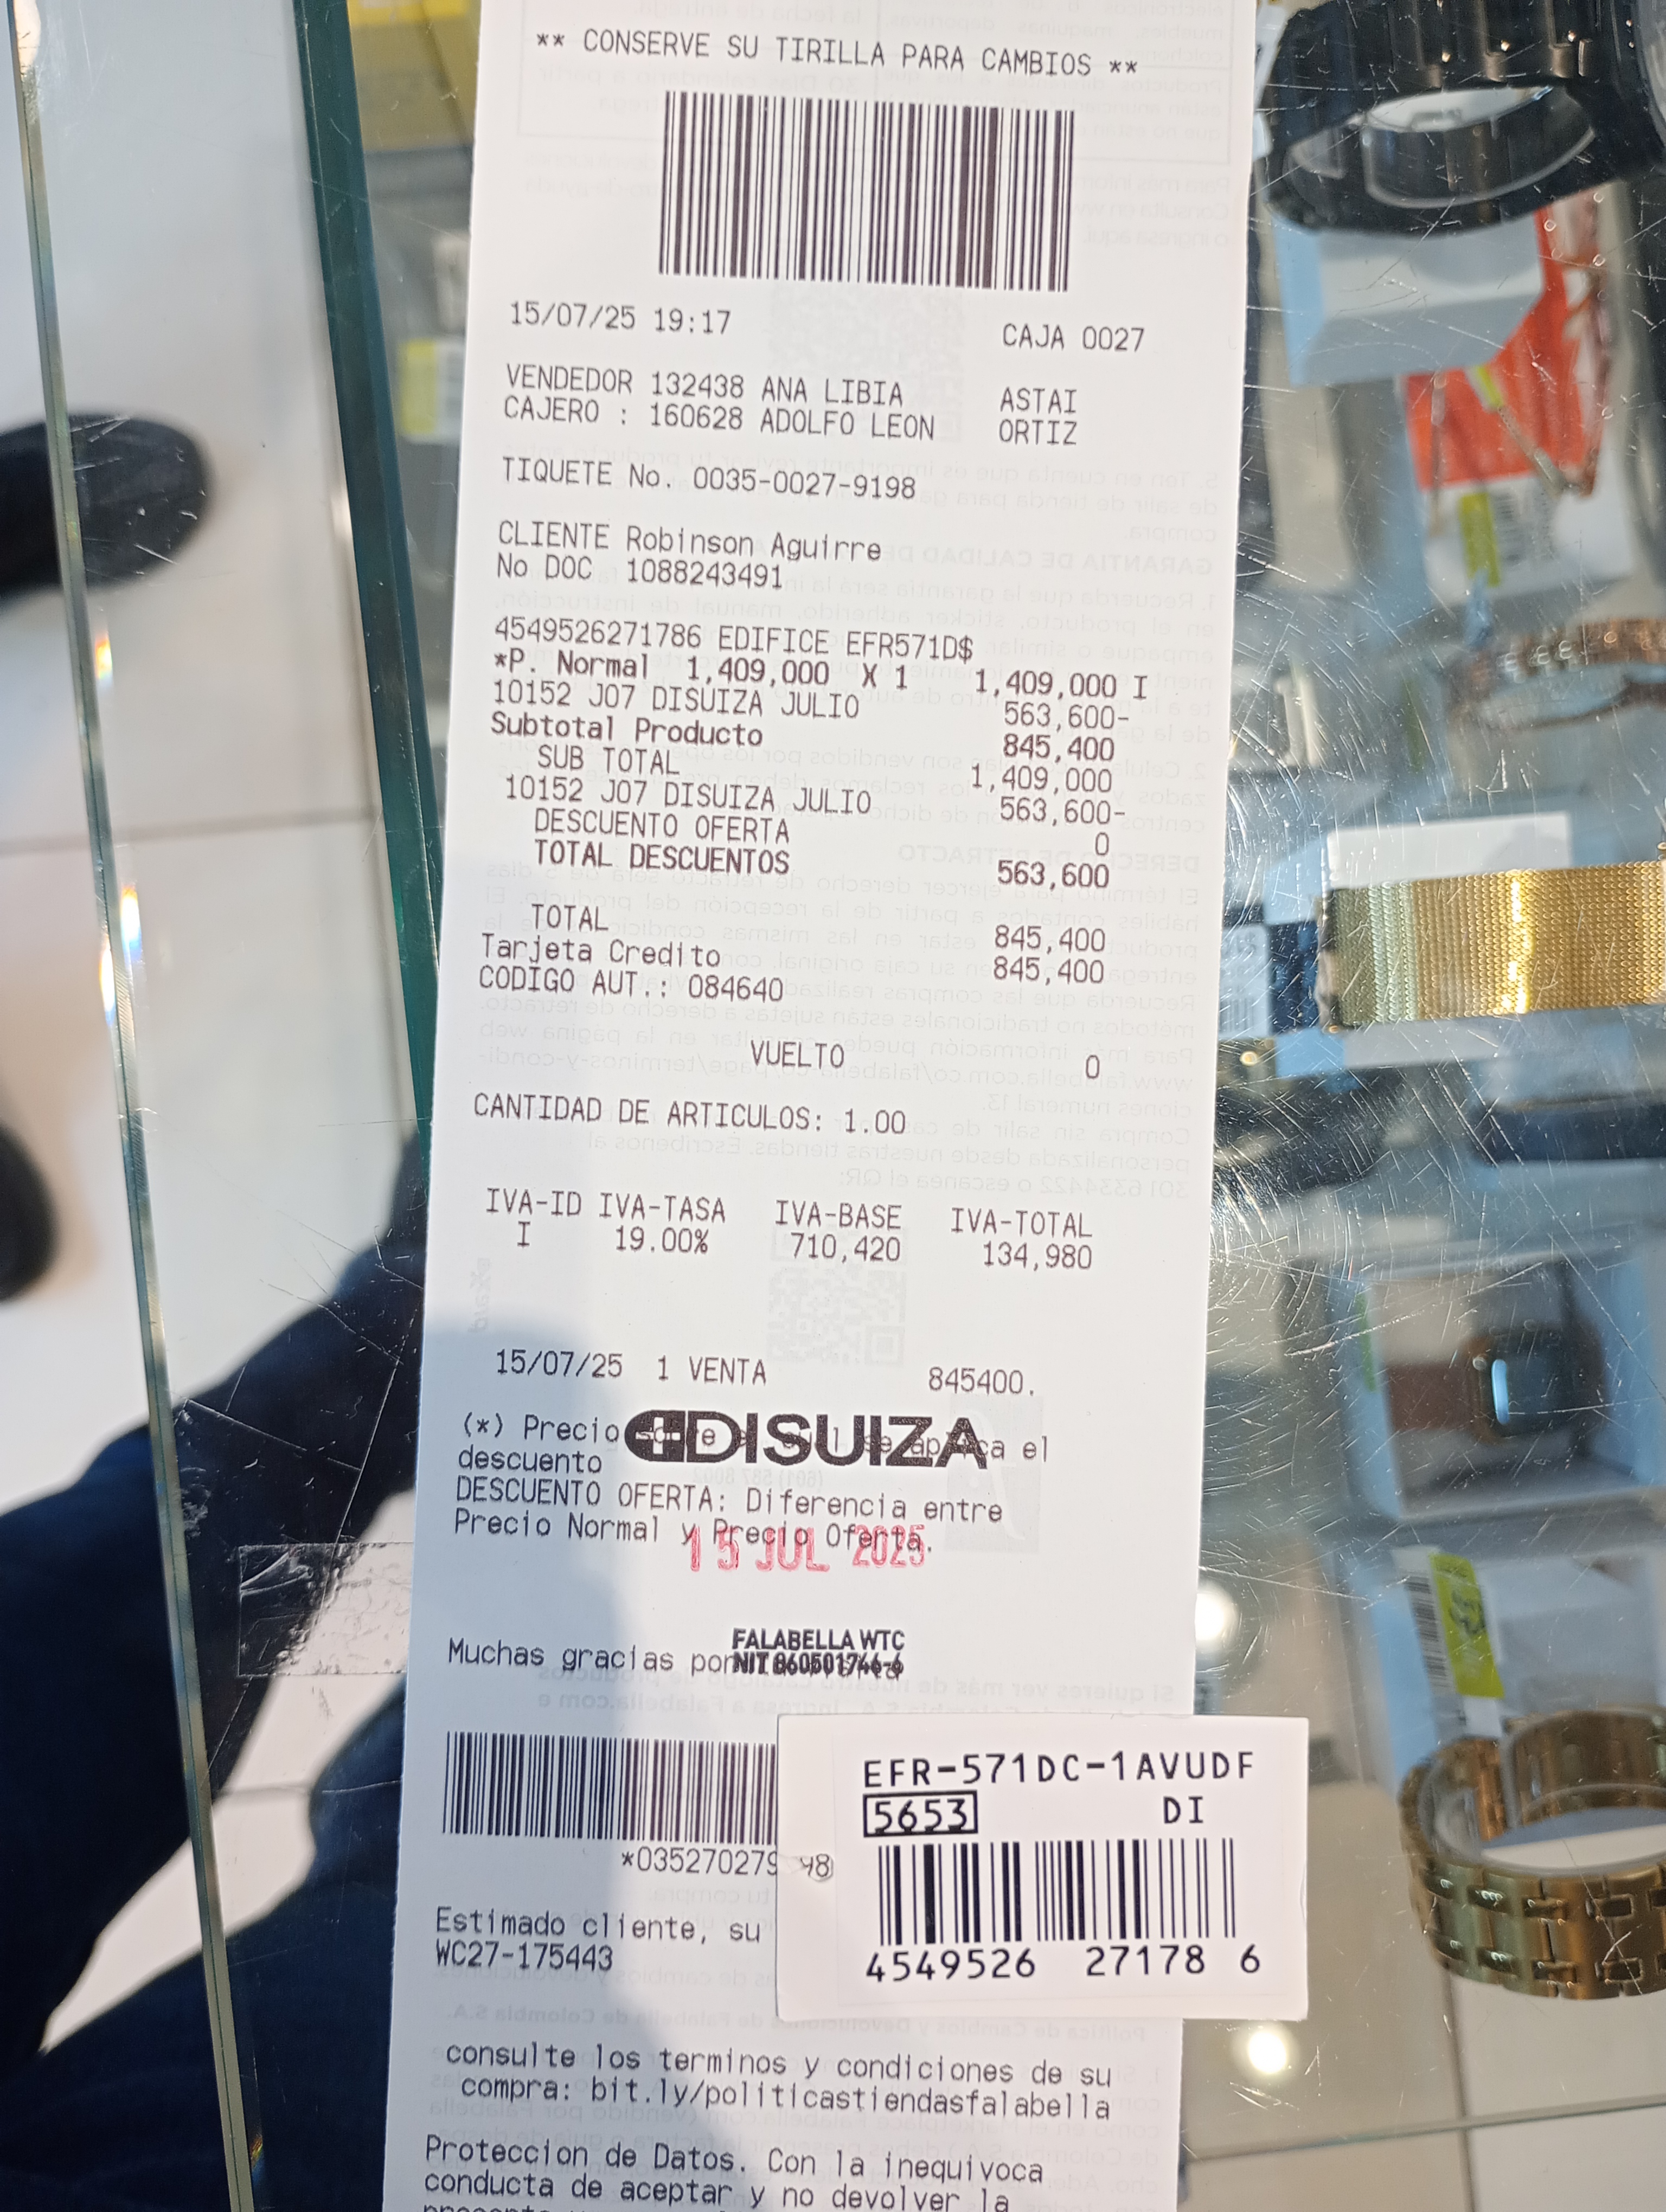 ** CONSERVE SU TIRILLA PARA CAMBIOS **
15/07/25 19:17 CAJA 0027
VENDEDOR 132438 ANA LIBIA ASTAI
CAJERO : 160628 ADOLFO LEON ORTIZ
TIQUETE No. 0035-0027-9198
CLIENTE Robinson Aguirre
No DOC 1088243491
4549526271786 EDIFICE EFR571D$
*P. Normal 1,409,000 X 1 1,409,000 I
10152 J07 DISUIZA JULIO 563,600-
Subtotal Producto 845,400
SUB TOTAL 1,409,000
10152 J07 DISUIZA JULIO 563,600-
DESCUENTO OFERTA 0
TOTAL DESCUENTOS 563,600
TOTAL 845,400
Tarjeta Credito 845,400
CODIGO AUT.: 084640
VUELTO 0
CANTIDAD DE ARTICULOS: 1.00
IVA-ID IVA-TASA IVA-BASE IVA-TOTAL
I 19.00% 710,420 134,980
15/07/25 1 VENTA 845400.
(*) Precio el
DISUIZA
descuento
DESCUENTO OFERTA: Diferencia entre
Precio Normal y Precio Oferta.
15 JUL 2025
FALABELLA WTC
Muchas gracias por
NIT 860501746-6
EFR-571DC-1AVUDF
5653 DI
*035270279
Estimado cliente, su
WC27-175443
4549526 27178 6
consulte los terminos y condiciones de su
compra: bit.ly/politicastiendasfalabella
Proteccion de Datos. Con la inequivoca
conducta de aceptar y no devolver la